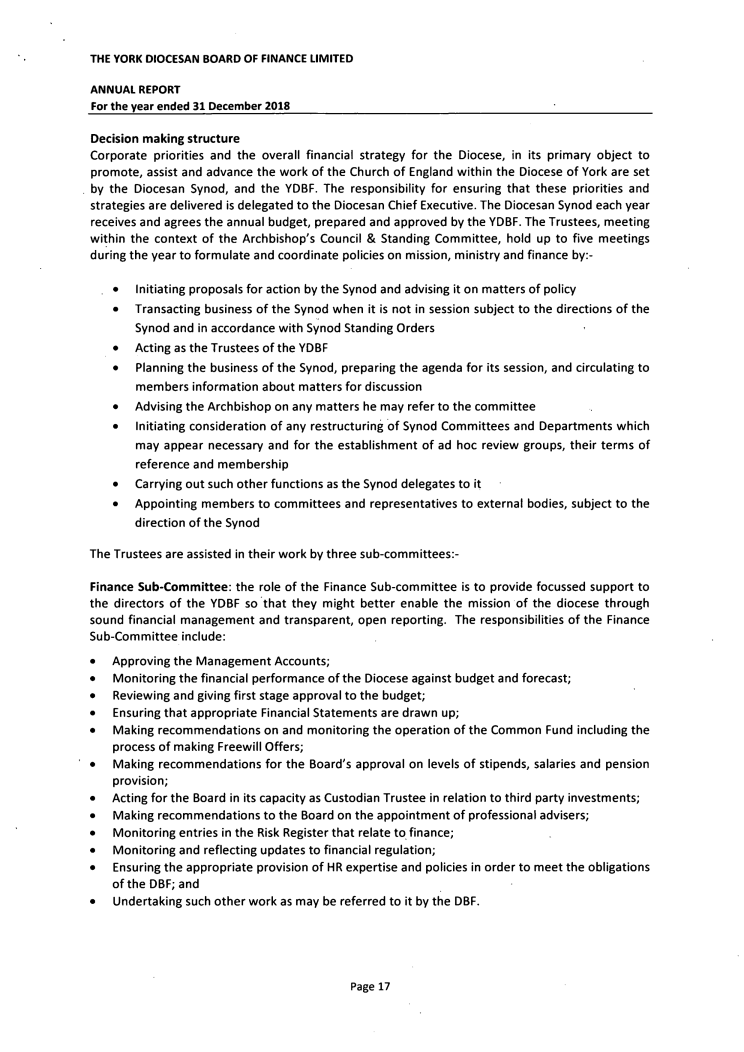 THE YORK DIOCESAN BOARD OF FINANCE LIMITED
ANNUAL REPORT
For the year ended 31 December 2018
Decision making structure
Corporate priorities and the overall financial strategy for the Diocese, in its primary object to
promote, assist and advance the work of the Church of England within the Diocese of York are set
by the Diocesan Synod, and the YDBF. The responsibility for ensuring that these priorities and
strategies are delivered is delegated to the Diocesan Chief Executive. The Diocesan Synod each year
receives and agrees the annual budget, prepared and approved by the YDBF. The Trustees, meeting
within the context of the Archbishop's Council & Standing Committee, hold up to five meetings
during the year to formulate and coordinate policies on mission, ministry and finance by:-
• Initiating proposals for action by the Synod and advising it on matters of policy
• Transacting business of the Synod when it is not in session subject to the directions of the
Synod and in accordance with Synod Standing Orders
• Acting as the Trustees of the YDBF
• Planning the business of the Synod, preparing the agenda for its session, and circulating to
members information about matters for discussion
• Advising the Archbishop on any matters he may refer to the committee
• Initiating consideration of any restructuring of Synod Committees and Departments which
may appear necessary and for the establishment of ad hoc review groups, their terms of
reference and membership
• Carrying out such other functions as the Synod delegates to it
• Appointing members to committees and representatives to external bodies, subject to the
direction of the Synod
The Trustees are assisted in their work by three sub-committees:-
Finance Sub-Committee: the role of the Finance Sub-committee is to provide focussed support to
the directors of the YDBF so that they might better enable the mission of the diocese through
sound financial management and transparent, open reporting. The responsibilities of the Finance
Sub-Committee include:
• Approving the Management Accounts;
• Monitoring the financial performance of the Diocese against budget and forecast;
• Reviewing and giving first stage approval to the budget;
• Ensuring that appropriate Financial Statements are drawn up;
• Making recommendations on and monitoring the operation of the Common Fund including the
process of making Freewill Offers;
• Making recommendations for the Board's approval on levels of stipends, salaries and pension
provision;
• Acting for the Board in its capacity as Custodian Trustee in relation to third party investments;
• Making recommendations to the Board on the appointment of professional advisers;
• Monitoring entries in the Risk Register that relate to finance;
• Monitoring and reflecting updates to financial regulation;
• Ensuring the appropriate provision of HR expertise and policies in order to meet the obligations
of the DBF; and
• Undertaking such other work as may be referred to it by the DBF.
Page 17